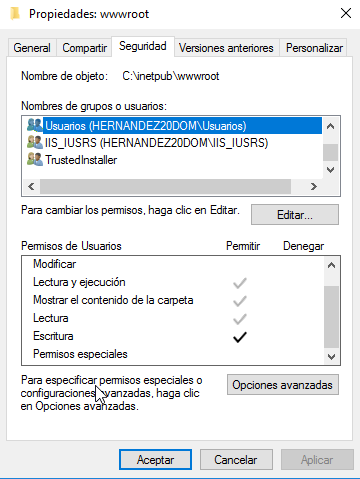 Propiedades: wwwroot
General Compartir Seguridad Versiones anteriores Personalizar
Nombre de objeto: C:\inetpub\wwwroot
Nombres de grupos o usuarios:
Usuarios (HERNANDEZ20DOM\Usuarios)
IIS_IUSRS (HERNANDEZ20DOM\IIS_IUSRS)
TrustedInstaller
Para cambiar los permisos, haga clic en Editar.
Editar...
Permisos de Usuarios Permitir Denegar
Modificar
Lectura y ejecución
Mostrar el contenido de la carpeta
Lectura
Escritura
Permisos especiales
Para especificar permisos especiales o
configuraciones avanzadas, haga clic
en Opciones avanzadas.
Opciones avanzadas
Aceptar Cancelar Aplicar